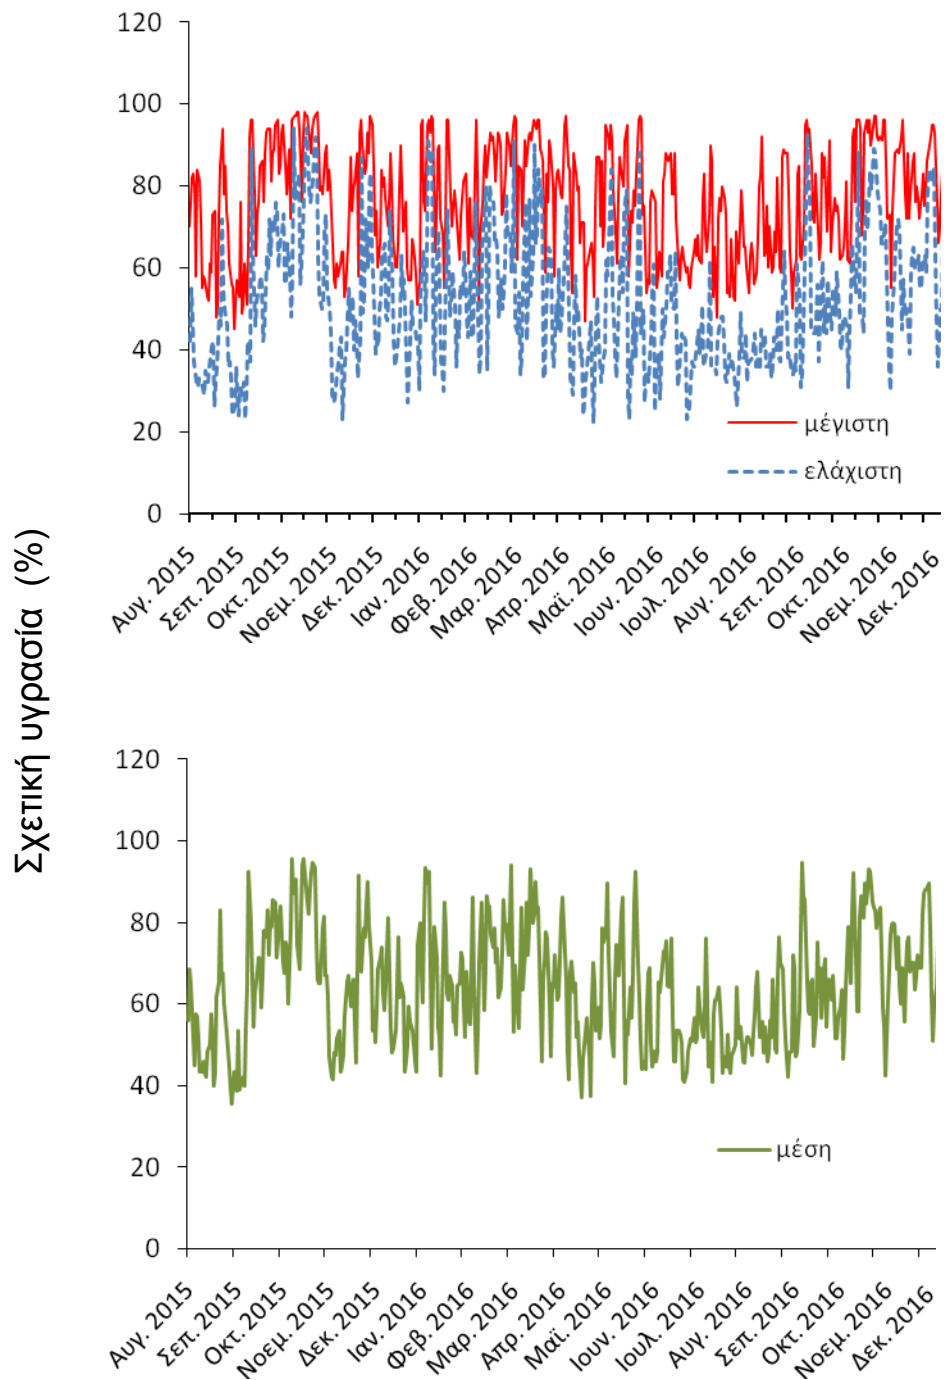 Σχετική υγρασία (%)
120
100
80
60
40
20
0
μέγιστη
ελάχιστη
Αυγ. 2015
Σεπ. 2015
Οκτ. 2015
Νοεμ. 2015
Δεκ. 2015
Ιαν. 2016
Φεβ. 2016
Μαρ. 2016
Απρ. 2016
Μαϊ. 2016
Ιουν. 2016
Ιουλ. 2016
Αυγ. 2016
Σεπ. 2016
Οκτ. 2016
Νοεμ. 2016
Δεκ. 2016
120
100
80
60
40
20
0
μέση
Αυγ. 2015
Σεπ. 2015
Οκτ. 2015
Νοεμ. 2015
Δεκ. 2015
Ιαν. 2016
Φεβ. 2016
Μαρ. 2016
Απρ. 2016
Μαϊ. 2016
Ιουν. 2016
Ιουλ. 2016
Αυγ. 2016
Σεπ. 2016
Οκτ. 2016
Νοεμ. 2016
Δεκ. 2016